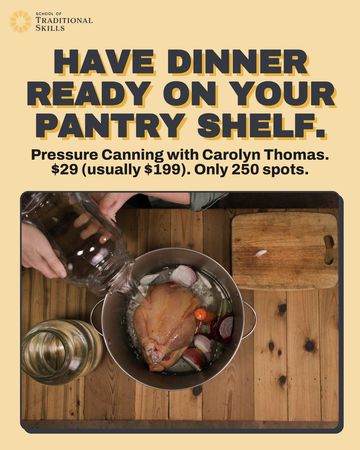 SCHOOL OF
TRADITIONAL
SKILLS
HAVE DINNER
READY ON YOUR
PANTRY SHELF.
Pressure Canning with Carolyn Thomas.
$29 (usually $199). Only 250 spots.